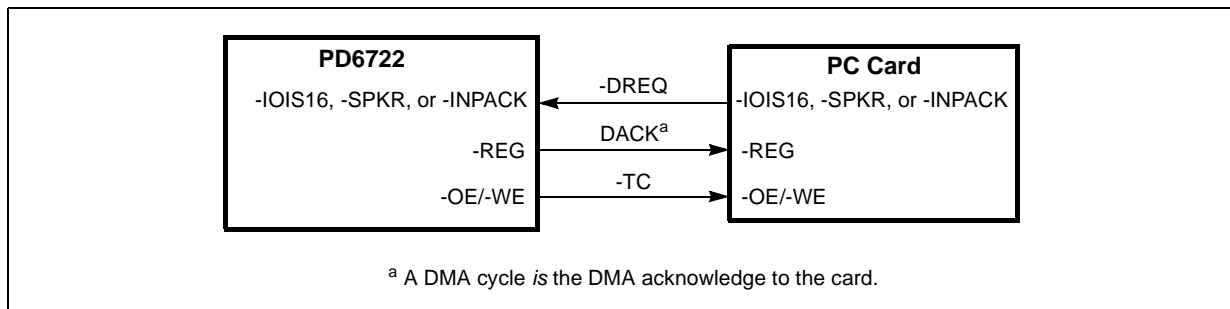 PD6722
-IOIS16, -SPKR, or -INPACK
-REG
-OE/-WE
-DREQ
DACKᵃ
-TC
PC Card
-IOIS16, -SPKR, or -INPACK
-REG
-OE/-WE
ᵃ A DMA cycle is the DMA acknowledge to the card.